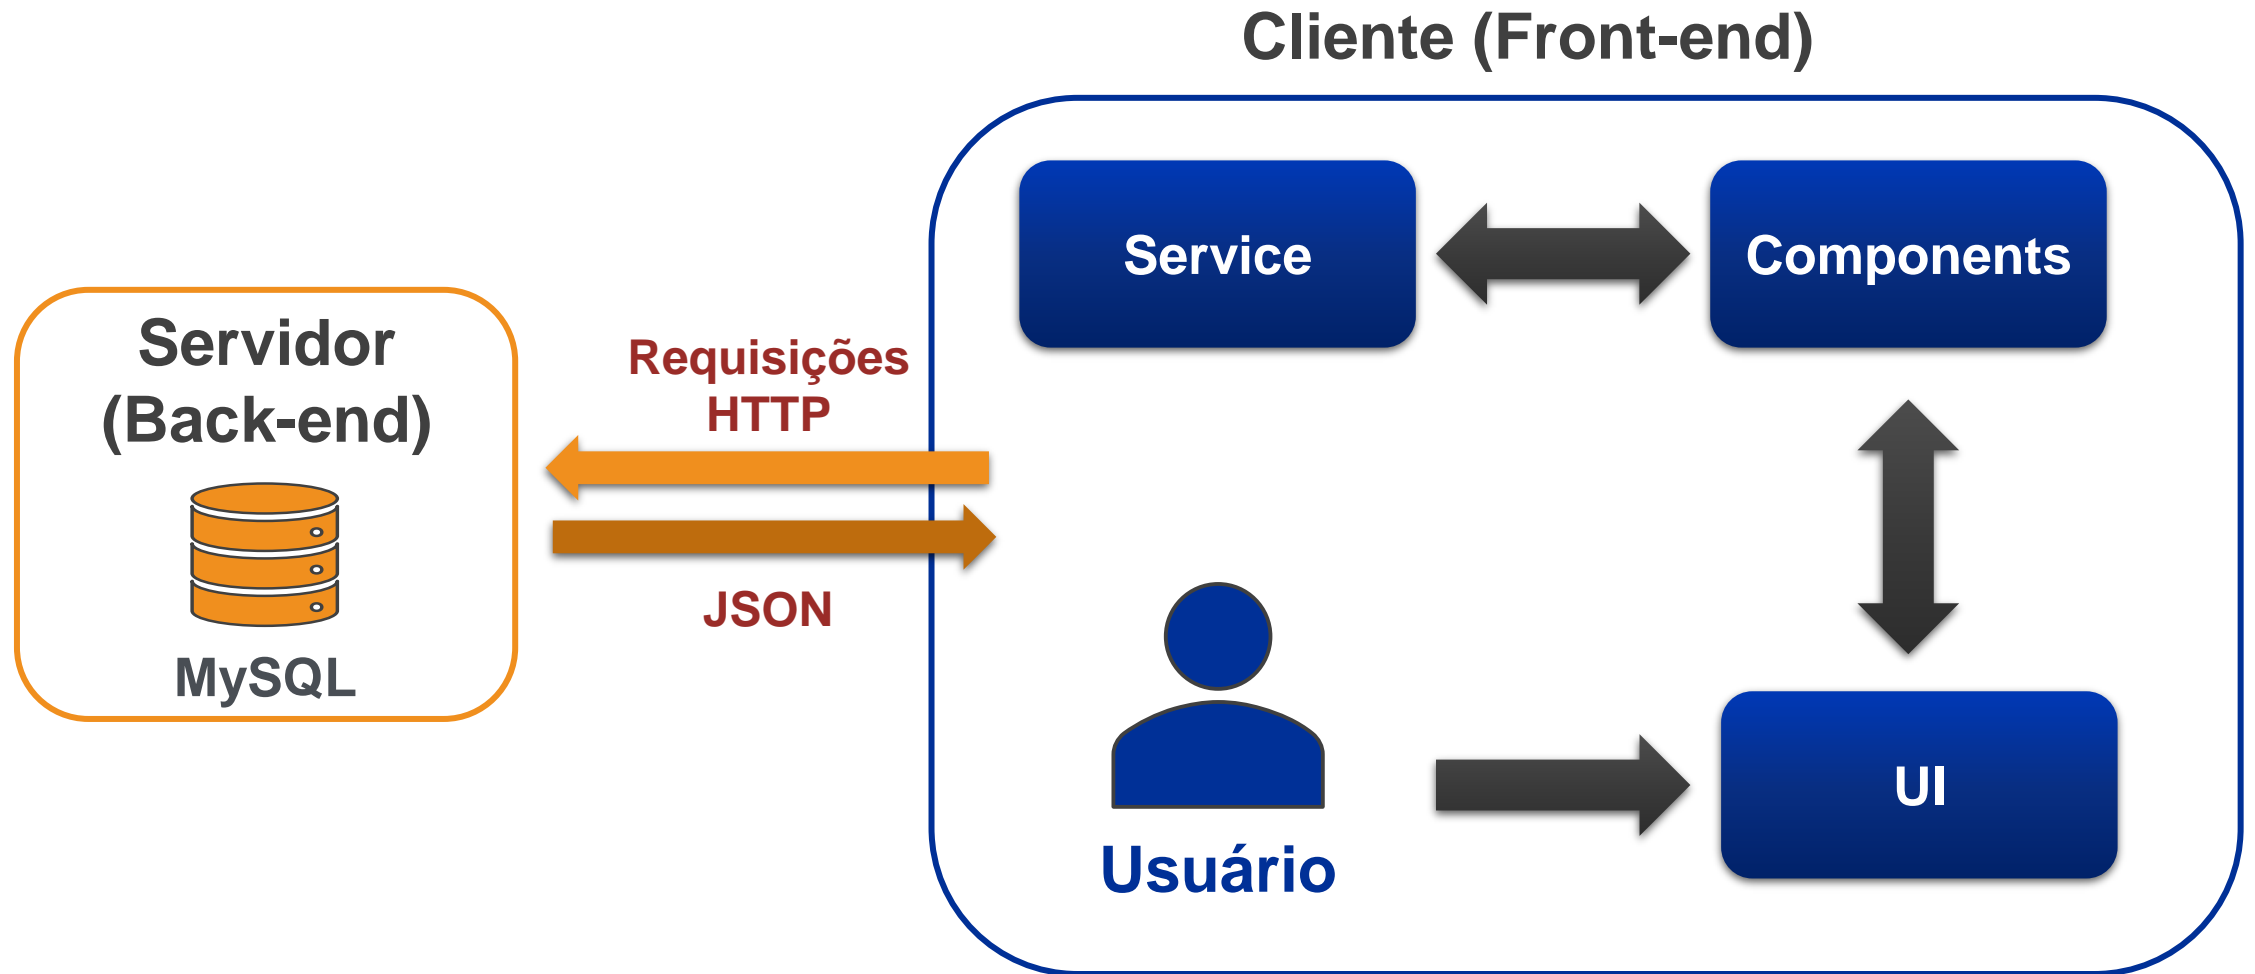 Cliente (Front-end)
Service
Components
Servidor
(Back-end)
MySQL
Requisições
HTTP
JSON
Usuário
UI